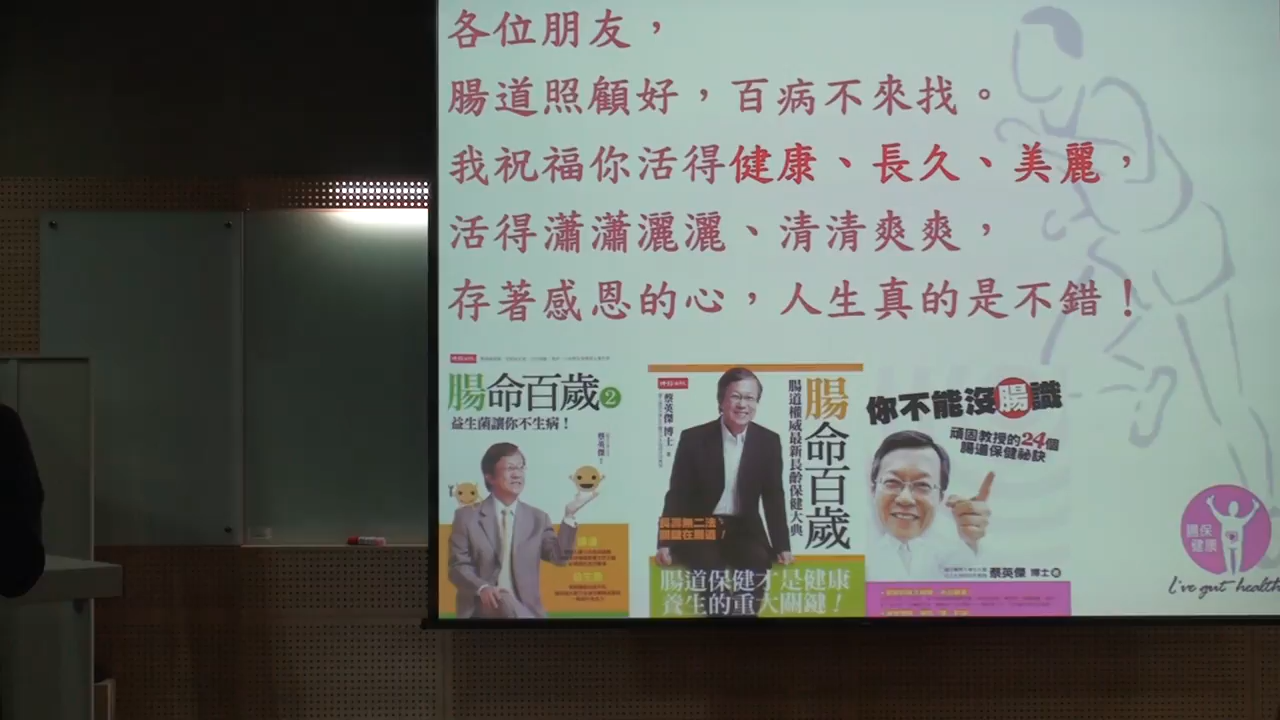 各位朋友，
腸道照顧好，百病不來找。
我祝福你活得健康、長久、美麗，
活得瀟瀟灑灑、清清爽爽，
存著感恩的心，人生真的是不錯！
腸命百歲2
益生菌讓你不生病！
蔡英傑
腸命百歲
腸道權威最新長齡保健大典
蔡英傑 博士 著
腸道保健才是健康
養生的重大關鍵！
你不能沒腸識
頑固教授的24個
腸道保健祕訣
蔡英傑 博士 著
腸保
健康
I've gut health